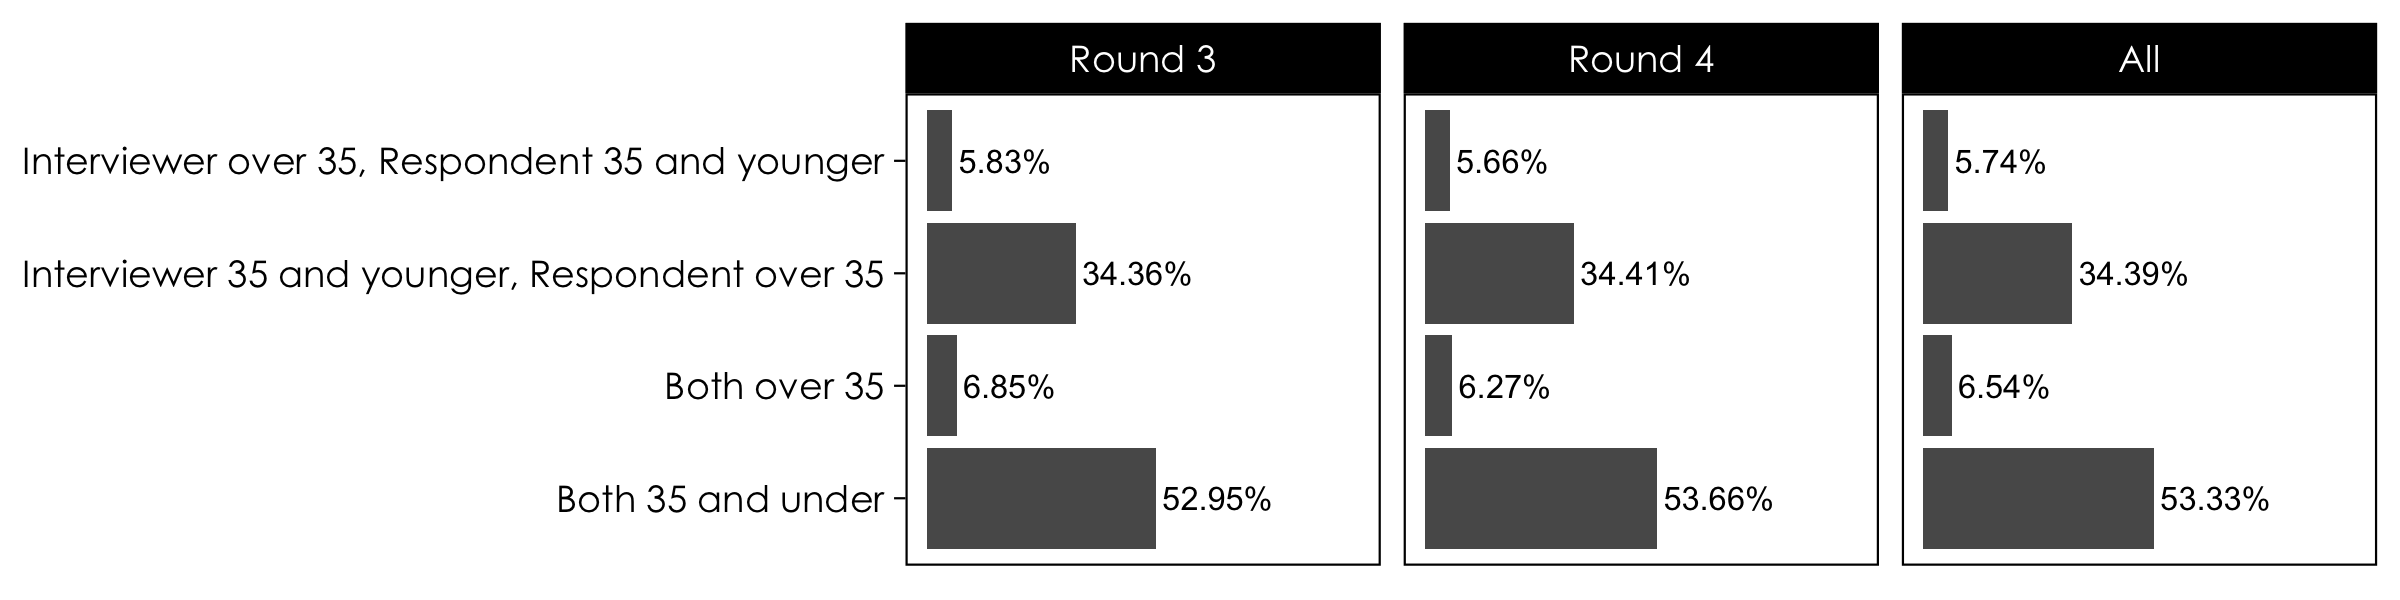 Round 3
Round 4
All
Interviewer over 35, Respondent 35 and younger
5.83%
5.66%
5.74%
Interviewer 35 and younger, Respondent over 35
34.36%
34.41%
34.39%
Both over 35
6.85%
6.27%
6.54%
Both 35 and under
52.95%
53.66%
53.33%